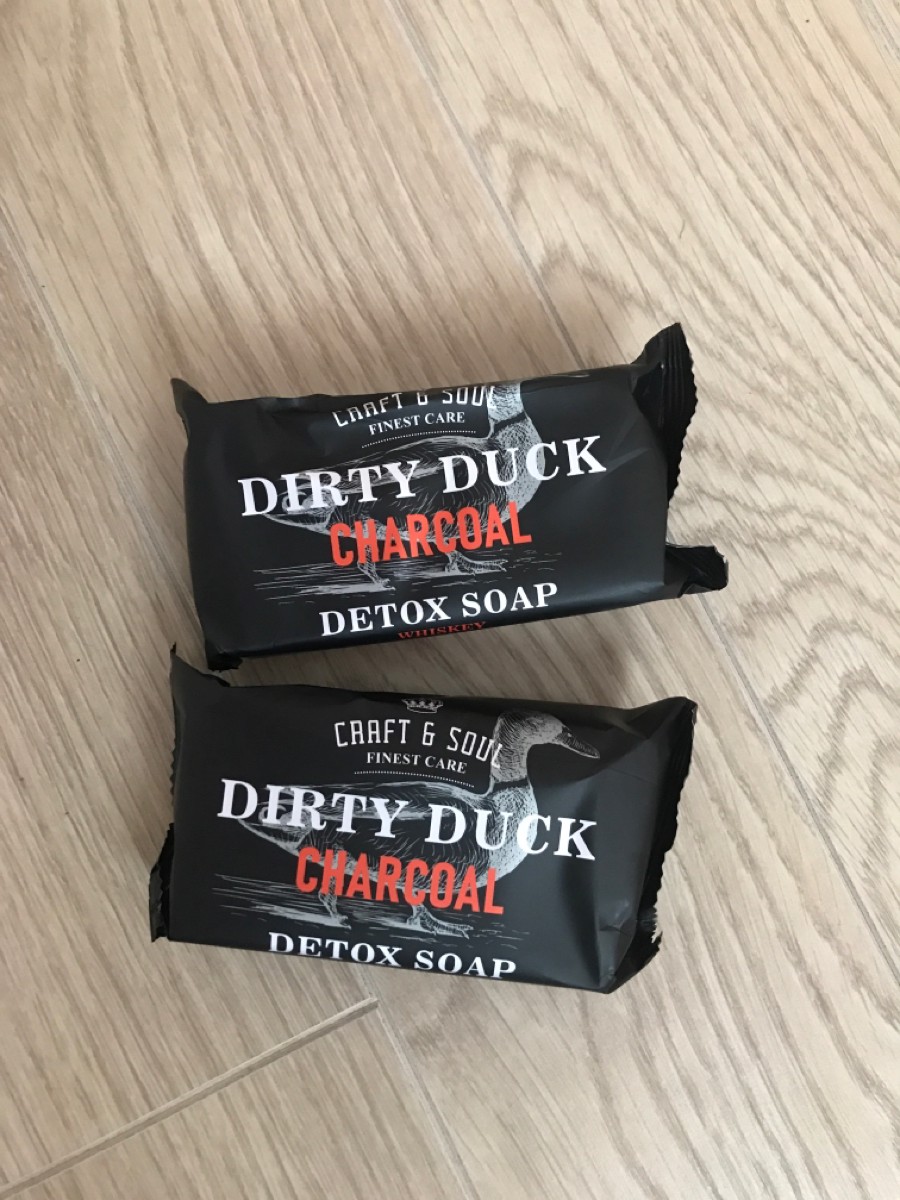 CRAFT & SOUL
FINEST CARE
DIRTY DUCK
CHARCOAL
DETOX SOAP
WHISKEY
CRAFT & SOUL
FINEST CARE
DIRTY DUCK
CHARCOAL
DETOX SOAP